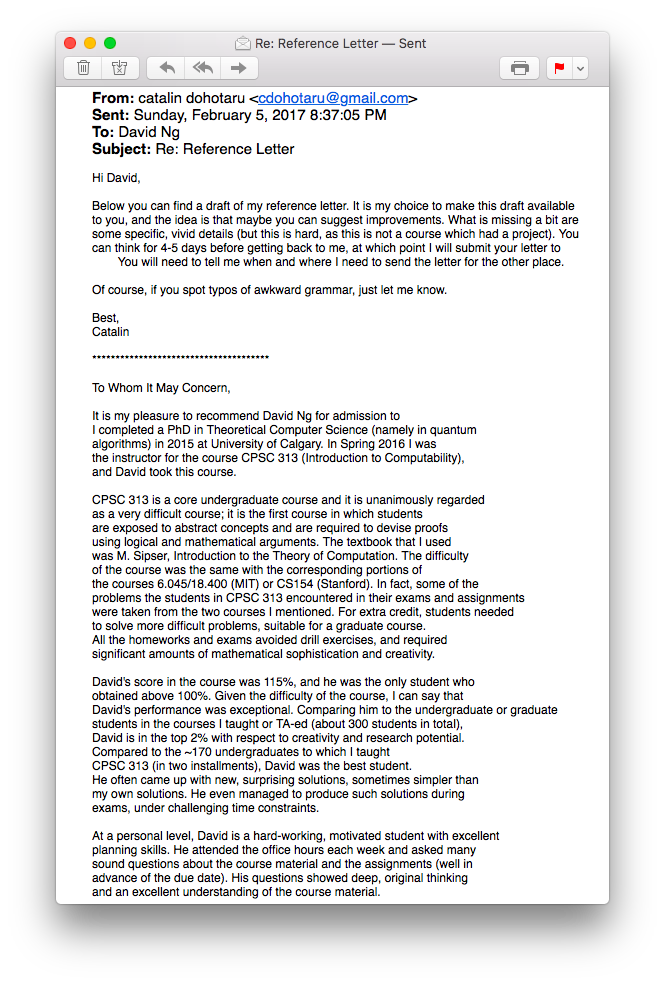 Re: Reference Letter — Sent
From: catalin dohotaru <cdohotaru@gmail.com>
Sent: Sunday, February 5, 2017 8:37:05 PM
To: David Ng
Subject: Re: Reference Letter
Hi David,
Below you can find a draft of my reference letter. It is my choice to make this draft available
to you, and the idea is that maybe you can suggest improvements. What is missing a bit are
some specific, vivid details (but this is hard, as this is not a course which had a project). You
can think for 4-5 days before getting back to me, at which point I will submit your letter to
You will need to tell me when and where I need to send the letter for the other place.
Of course, if you spot typos of awkward grammar, just let me know.
Best,
Catalin
**************************************
To Whom It May Concern,
It is my pleasure to recommend David Ng for admission to
I completed a PhD in Theoretical Computer Science (namely in quantum
algorithms) in 2015 at University of Calgary. In Spring 2016 I was
the instructor for the course CPSC 313 (Introduction to Computability),
and David took this course.
CPSC 313 is a core undergraduate course and it is unanimously regarded
as a very difficult course; it is the first course in which students
are exposed to abstract concepts and are required to devise proofs
using logical and mathematical arguments. The textbook that I used
was M. Sipser, Introduction to the Theory of Computation. The difficulty
of the course was the same with the corresponding portions of
the courses 6.045/18.400 (MIT) or CS154 (Stanford). In fact, some of the
problems the students in CPSC 313 encountered in their exams and assignments
were taken from the two courses I mentioned. For extra credit, students needed
to solve more difficult problems, suitable for a graduate course.
All the homeworks and exams avoided drill exercises, and required
significant amounts of mathematical sophistication and creativity.
David's score in the course was 115%, and he was the only student who
obtained above 100%. Given the difficulty of the course, I can say that
David's performance was exceptional. Comparing him to the undergraduate or graduate
students in the courses I taught or TA-ed (about 300 students in total),
David is in the top 2% with respect to creativity and research potential.
Compared to the ~170 undergraduates to which I taught
CPSC 313 (in two installments), David was the best student.
He often came up with new, surprising solutions, sometimes simpler than
my own solutions. He even managed to produce such solutions during
exams, under challenging time constraints.
At a personal level, David is a hard-working, motivated student with excellent
planning skills. He attended the office hours each week and asked many
sound questions about the course material and the assignments (well in
advance of the due date). His questions showed deep, original thinking
and an excellent understanding of the course material.